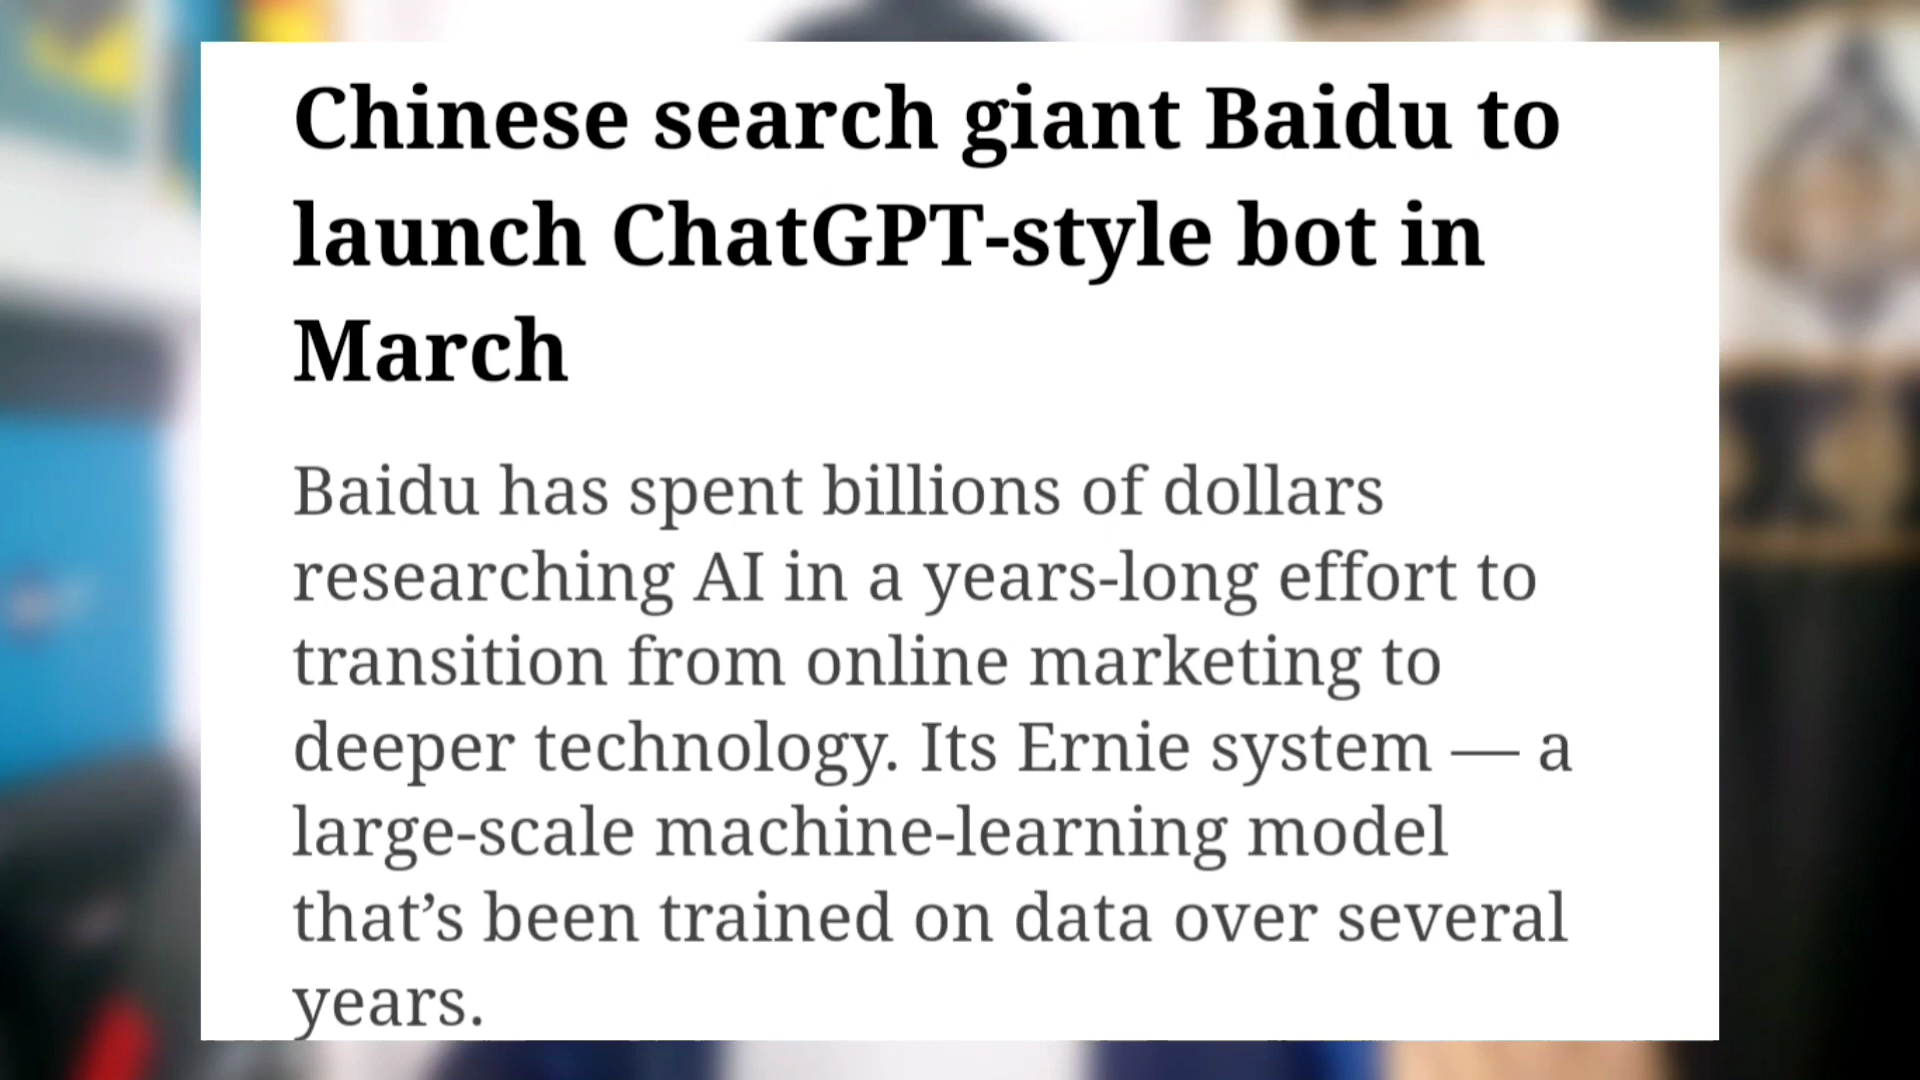 Chinese search giant Baidu to
launch ChatGPT-style bot in
March
Baidu has spent billions of dollars
researching AI in a years-long effort to
transition from online marketing to
deeper technology. Its Ernie system — a
large-scale machine-learning model
that’s been trained on data over several
years.